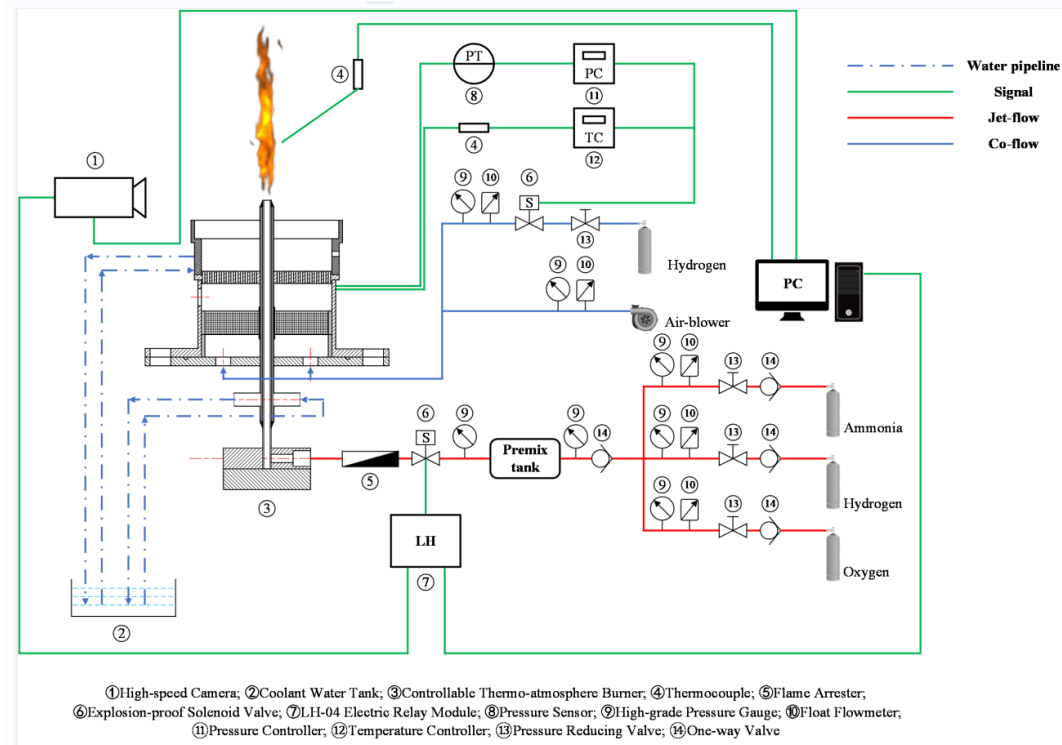 ④
PT
⑧
PC
⑪
Water pipeline
Signal
Jet-flow
Co-flow
④
TC
⑫
①
⑨ ⑩ ⑥
S
⑬
Hydrogen
⑨ ⑩
Air-blower
PC
⑨ ⑩ ⑬ ⑭
Ammonia
⑥
S
⑨
Premix
tank
⑨ ⑭
⑨ ⑩ ⑬ ⑭
Hydrogen
③
⑤
⑨ ⑩ ⑬ ⑭
Oxygen
LH
⑦
②
①High-speed Camera; ②Coolant Water Tank; ③Controllable Thermo-atmosphere Burner; ④Thermocouple; ⑤Flame Arrester;
⑥Explosion-proof Solenoid Valve; ⑦LH-04 Electric Relay Module; ⑧Pressure Sensor; ⑨High-grade Pressure Gauge; ⑩Float Flowmeter;
⑪Pressure Controller; ⑫Temperature Controller; ⑬Pressure Reducing Valve; ⑭One-way Valve